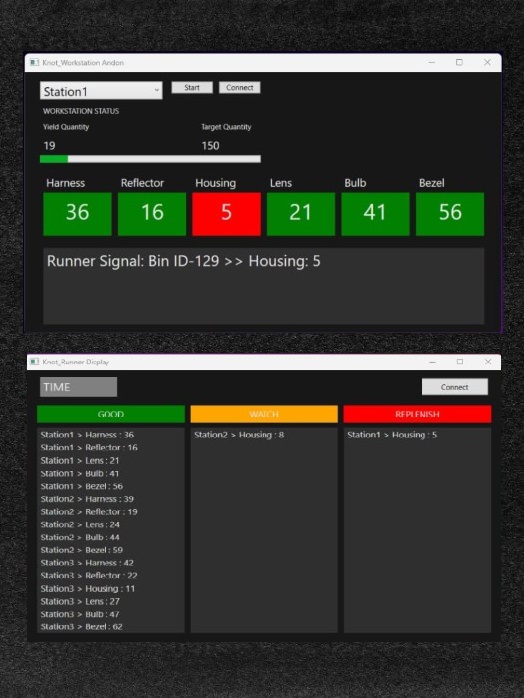 Knot_Workstation Andon
Station1
Start
Connect
WORKSTATION STATUS
Yield Quantity
Target Quantity
19
150
Harness
Reflector
Housing
Lens
Bulb
Bezel
36
16
5
21
41
56
Runner Signal: Bin ID-129 >> Housing: 5
Knot_Runner Display
TIME
Connect
GOOD
WATCH
REPLENISH
Station1 > Harness : 36
Station1 > Reflector : 16
Station1 > Lens : 21
Station1 > Bulb : 41
Station1 > Bezel : 56
Station2 > Harness : 39
Station2 > Reflector : 19
Station2 > Lens : 24
Station2 > Bulb : 44
Station2 > Bezel : 59
Station3 > Harness : 42
Station3 > Reflector : 22
Station3 > Housing : 11
Station3 > Lens : 27
Station3 > Bulb : 47
Station3 > Bezel : 62
Station2 > Housing : 8
Station1 > Housing : 5